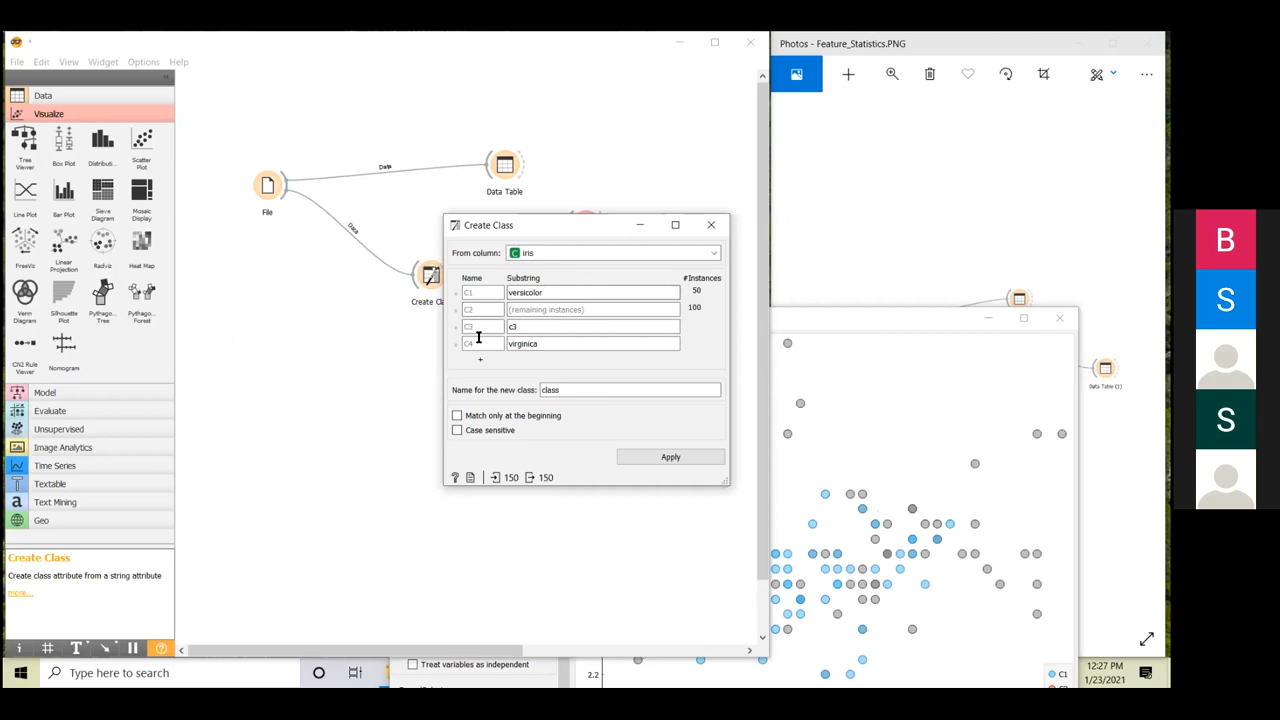 File Edit View Widget Options
Data
Visualize
Tree Viewer
Box Plot
Distributi...
Scatter Plot
Line Plot
Bar Plot
Sieve Diagram
Mosaic Display
FreeViz
Linear Projection
Radviz
Heat Map
Venn Diagram
Silhouette Plot
Pythagorean Tree
Pythagorean Forest
CN2 Rule Viewer
Nomogram
Model
Evaluate
Unsupervised
Image Analytics
Time Series
Textable
Text Mining
Geo
Create Class
Create class attribute from a string attribute
more...
File
Data
Data
Data Table
Create Cla
Create Class
From column: C iris
Name Substring #Instances
C1 versicolor 50
C2 (remaining instances) 100
C3 c3
C4 virginica
+
Name for the new class: class
Match only at the beginning
Case sensitive
Apply
? 150 150
Photos - Feature_Statistics.PNG
Data Table (1)
C1
2.2
Treat variables as independent
Type here to search
12:27 PM
1/23/2021
B
S
S